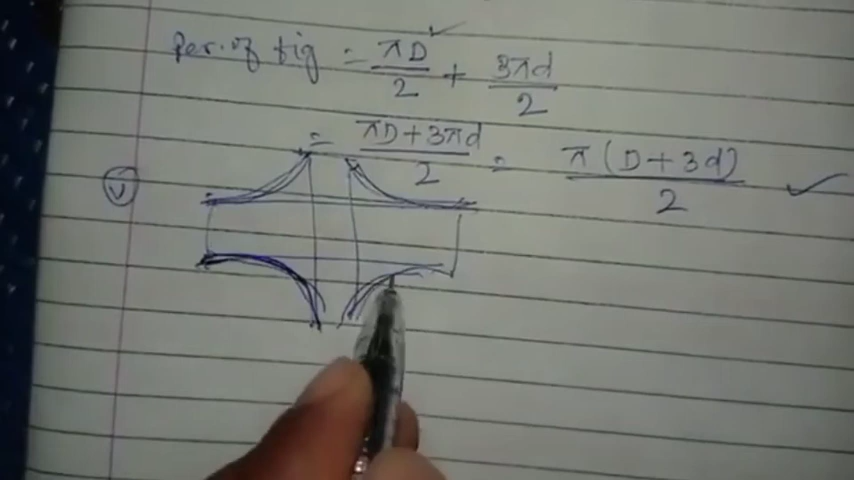 Per. of fig = πD/2 + 3πd/2
= πD+3πd/2 = π(D+3d)/2
v